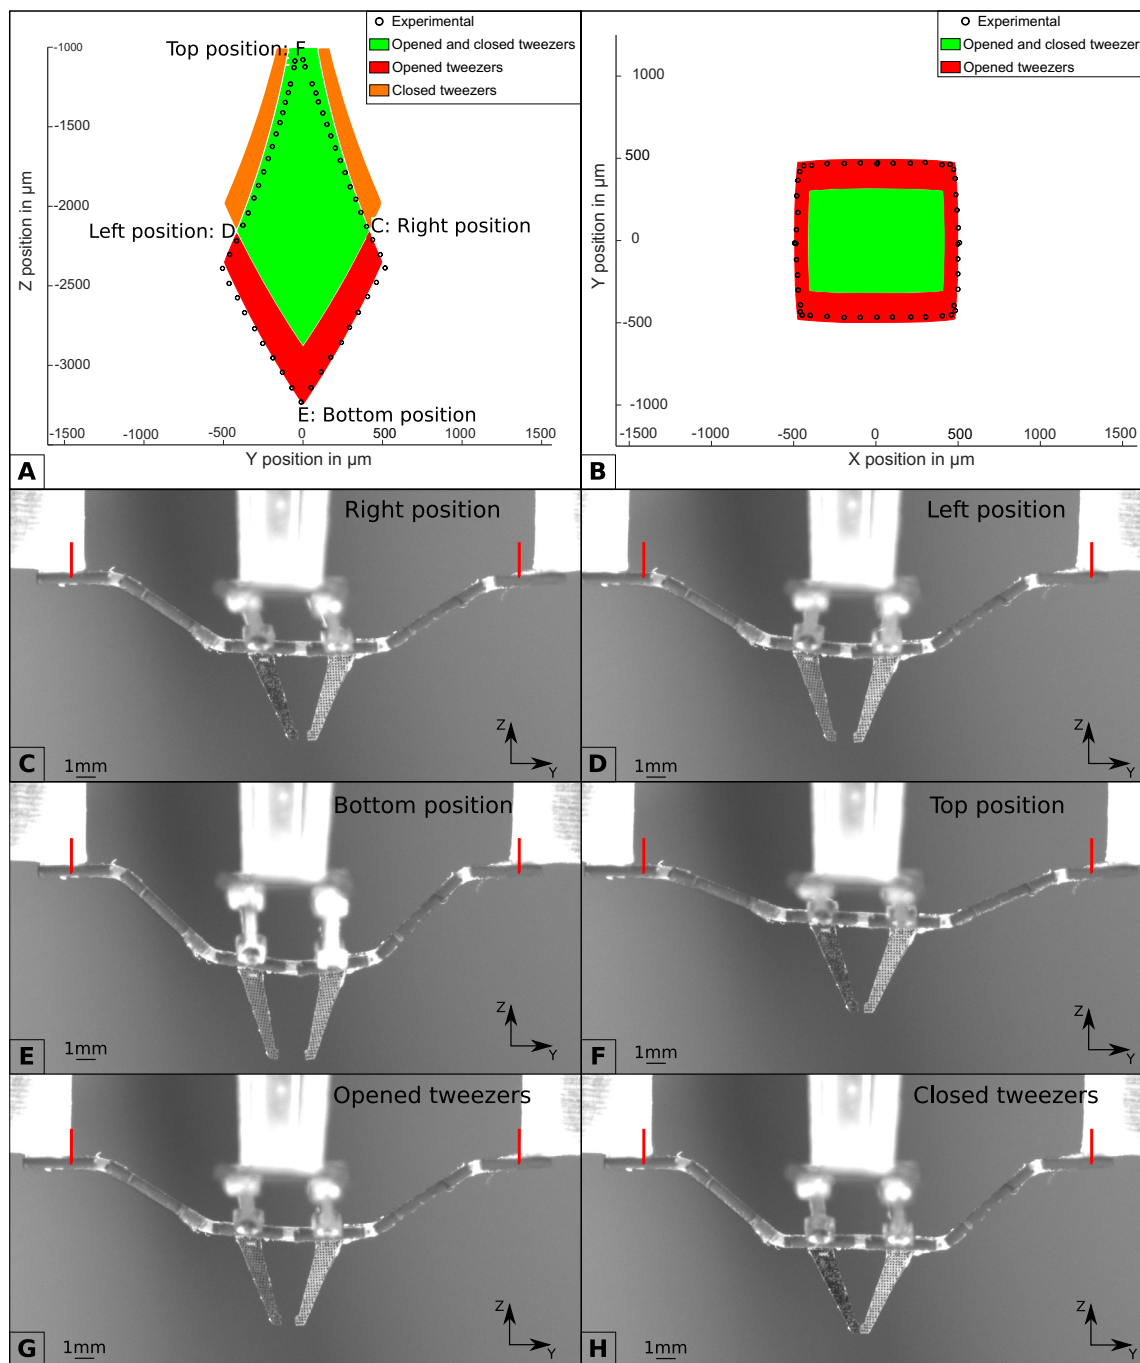 Experimental
Opened and closed tweezers
Opened tweezers
Closed tweezers
Top position: F
Left position: D
C: Right position
E: Bottom position
-1000
-1500
-2000
-2500
-3000
Z position in µm
-1500 -1000 -500 0 500 1000 1500
Y position in µm
A
Experimental
Opened and closed tweezer
Opened tweezers
1000
500
0
-500
-1000
Y position in µm
-1500 -1000 -500 0 500 1000 1500
X position in µm
B
Right position
Z
Y
1mm
C
Left position
Z
Y
1mm
D
Bottom position
Z
Y
1mm
E
Top position
Z
Y
1mm
F
Opened tweezers
Z
Y
1mm
G
Closed tweezers
Z
Y
1mm
H